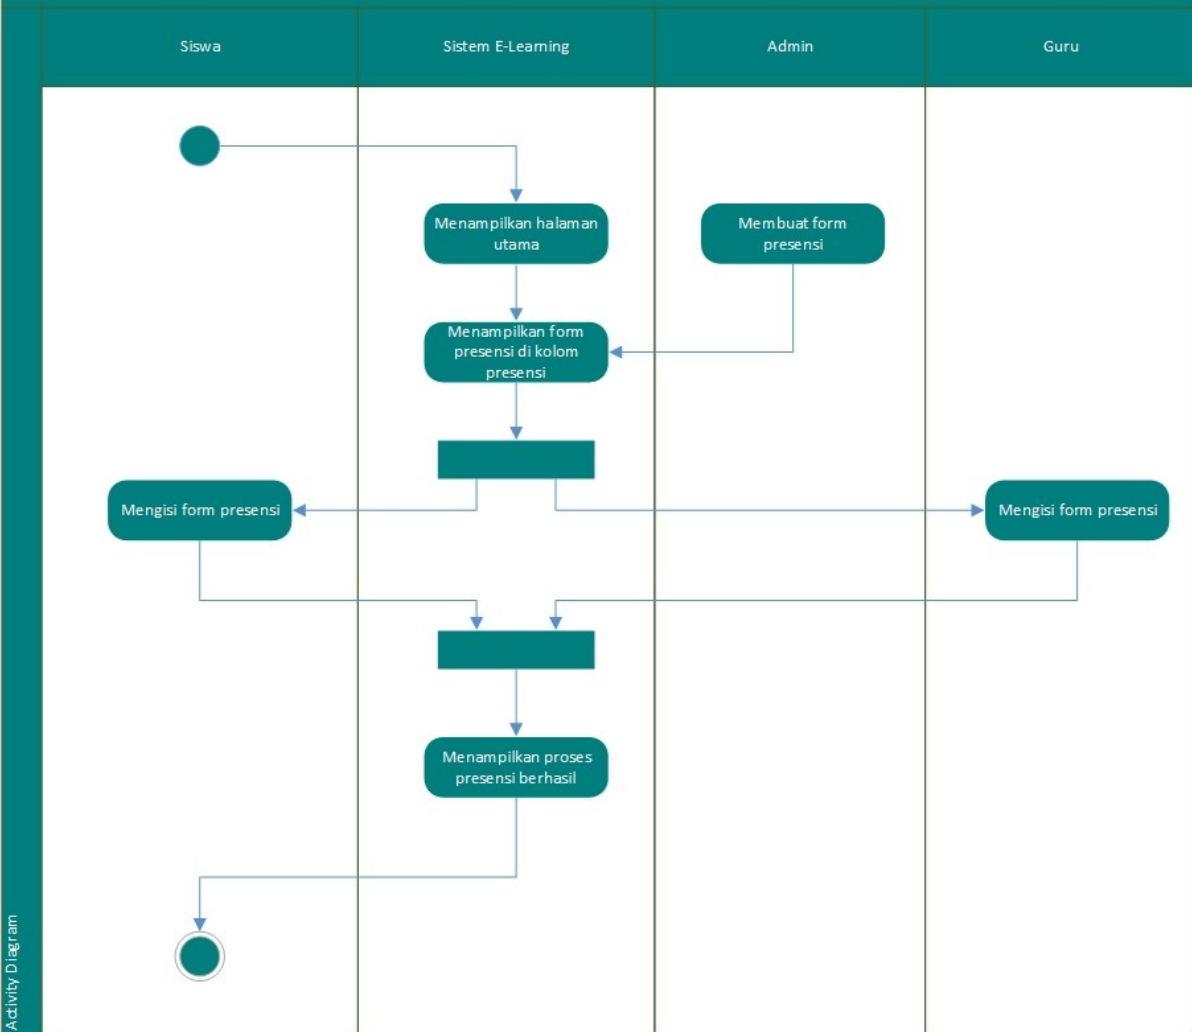 Siswa
Sistem E-Learning
Admin
Guru
Menampilkan halaman
utama
Membuat form
presensi
Menampilkan form
presensi di kolom
presensi
Mengisi form presensi
Mengisi form presensi
Menampilkan proses
presensi berhasil
Activity Diagram